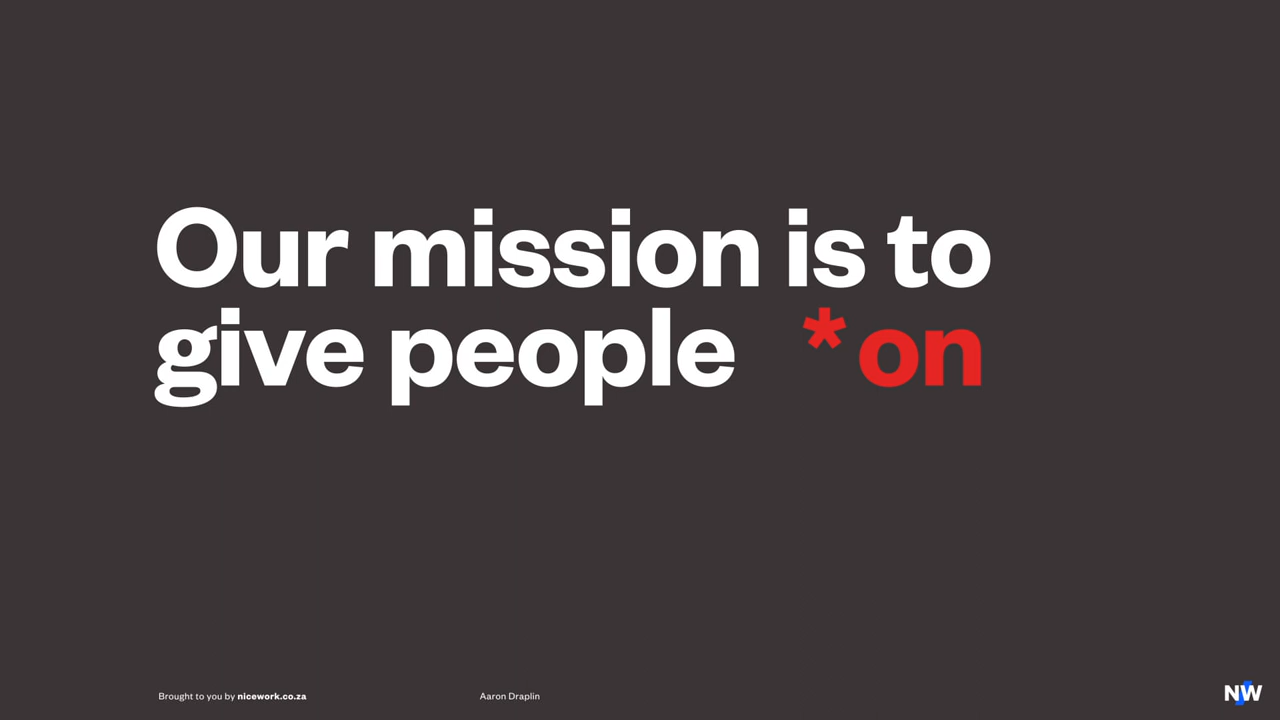 Our mission is to
give people *on
Brought to you by nicework.co.za
Aaron Draplin
NW